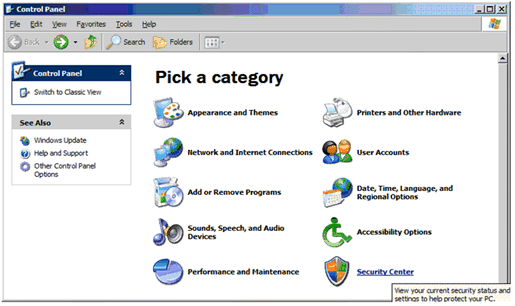 Control Panel
File Edit View Favorites Tools Help
Back Search Folders
Control Panel
Switch to Classic View
See Also
Windows Update
Help and Support
Other Control Panel
Options
Pick a category
Appearance and Themes
Printers and Other Hardware
Network and Internet Connections
User Accounts
Add or Remove Programs
Date, Time, Language, and
Regional Options
Sounds, Speech, and Audio
Devices
Accessibility Options
Performance and Maintenance
Security Center
View your current security status and
settings to help protect your PC.